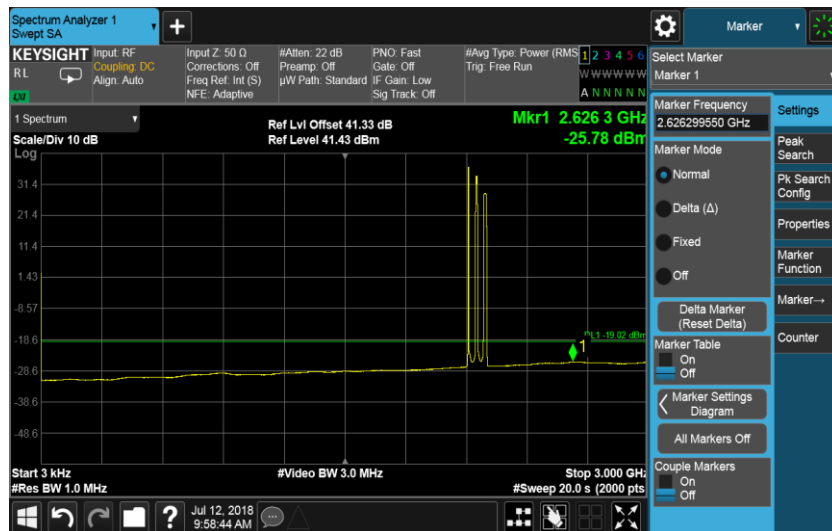 Spectrum Analyzer 1
Swept SA
+
Marker
KEYSIGHT
RL
LXI
Input: RF
Coupling: DC
Align: Auto
Input Z: 50 Ω
Corrections: Off
Freq Ref: Int (S)
NFE: Adaptive
#Atten: 22 dB
Preamp: Off
µW Path: Standard
PNO: Fast
Gate: Off
IF Gain: Low
Sig Track: Off
#Avg Type: Power (RMS
Trig: Free Run
1 2 3 4 5 6
W W W W W W
A N N N N N
Select Marker
Marker 1
1 Spectrum
Scale/Div 10 dB
Log
Ref Lvl Offset 41.33 dB
Ref Level 41.43 dBm
Mkr1 2.626 3 GHz
-25.78 dBm
31.4
21.4
11.4
1.43
-8.57
-18.6
-28.6
-38.6
-48.6
DL1 -19.02 dBm
1
Start 3 kHz
#Res BW 1.0 MHz
#Video BW 3.0 MHz
Stop 3.000 GHz
#Sweep 20.0 s (2000 pts
Marker Frequency
2.626299550 GHz
Marker Mode
Normal
Delta (Δ)
Fixed
Off
Delta Marker
(Reset Delta)
Marker Table
On
Off
Marker Settings
Diagram
All Markers Off
Couple Markers
On
Off
Settings
Peak
Search
Pk Search
Config
Properties
Marker
Function
Marker→
Counter
?
Jul 12, 2018
9:58:44 AM